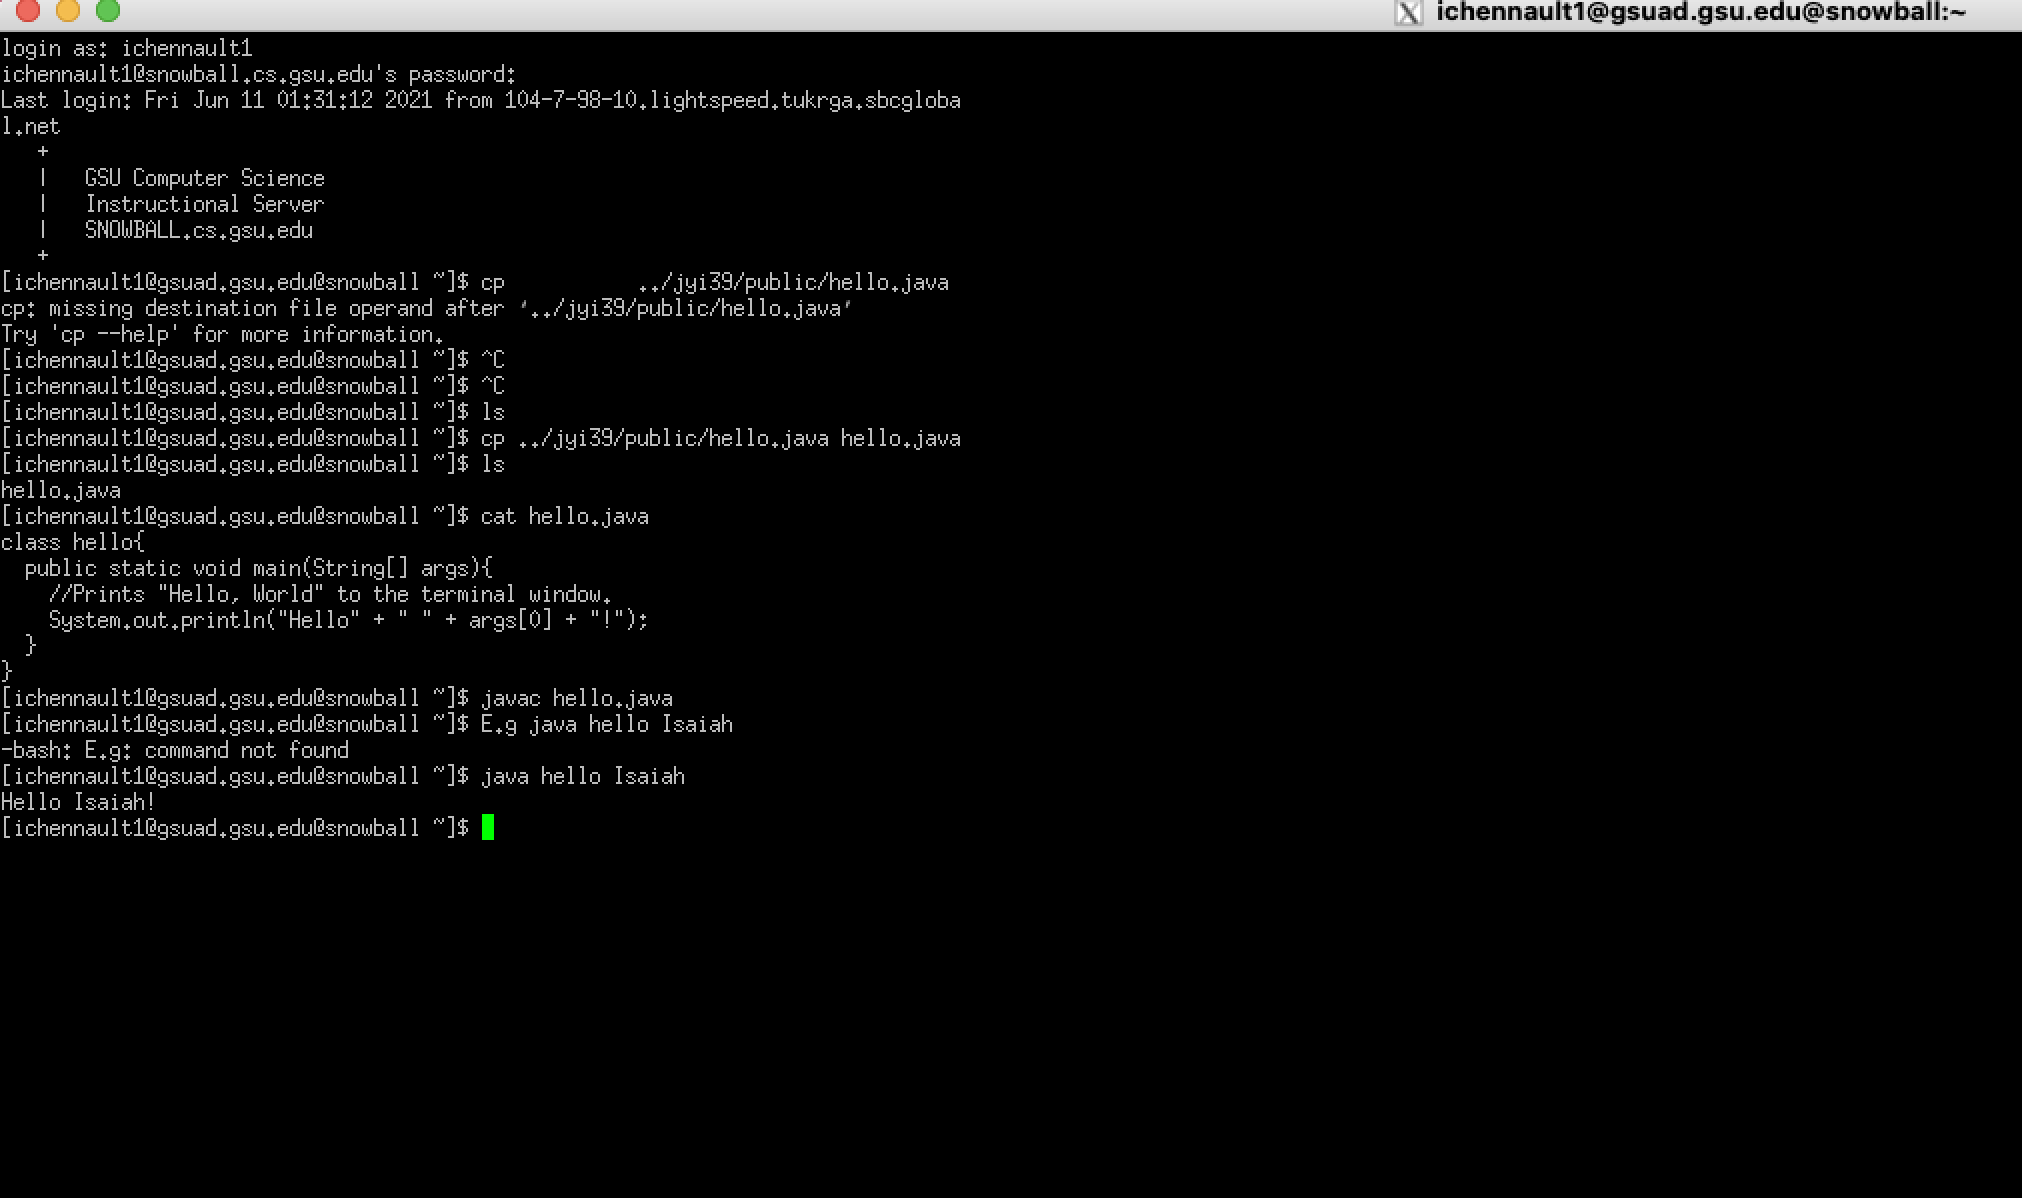 ichennault1@gsuad.gsu.edu@snowball:~
login as: ichennault1
ichennault1@snowball.cs.gsu.edu's password:
Last login: Fri Jun 11 01:31:12 2021 from 104-7-98-10.lightspeed.tukrga.sbcgloba
l.net
   +
   |   GSU Computer Science
   |   Instructional Server
   |   SNOWBALL.cs.gsu.edu
   +
[ichennault1@gsuad.gsu.edu@snowball ~]$ cp           ../jyi39/public/hello.java
cp: missing destination file operand after '../jyi39/public/hello.java'
Try 'cp --help' for more information.
[ichennault1@gsuad.gsu.edu@snowball ~]$ ^C
[ichennault1@gsuad.gsu.edu@snowball ~]$ ^C
[ichennault1@gsuad.gsu.edu@snowball ~]$ ls
[ichennault1@gsuad.gsu.edu@snowball ~]$ cp ../jyi39/public/hello.java hello.java
[ichennault1@gsuad.gsu.edu@snowball ~]$ ls
hello.java
[ichennault1@gsuad.gsu.edu@snowball ~]$ cat hello.java
class hello{
  public static void main(String[] args){
    //Prints "Hello, World" to the terminal window.
    System.out.println("Hello" + " " + args[0] + "!");
  }
}
[ichennault1@gsuad.gsu.edu@snowball ~]$ javac hello.java
[ichennault1@gsuad.gsu.edu@snowball ~]$ E.g java hello Isaiah
-bash: E.g: command not found
[ichennault1@gsuad.gsu.edu@snowball ~]$ java hello Isaiah
Hello Isaiah!
[ichennault1@gsuad.gsu.edu@snowball ~]$